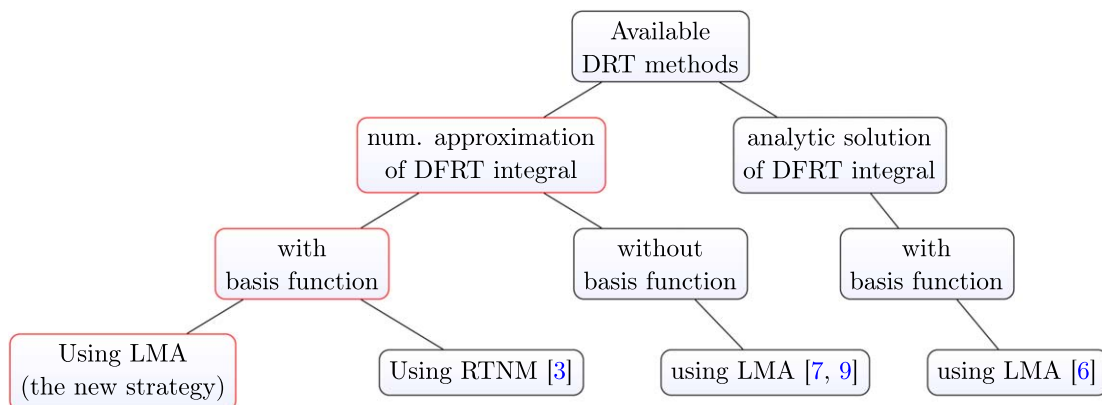 Available
DRT methods
num. approximation
of DFRT integral
analytic solution
of DFRT integral
with
basis function
without
basis function
with
basis function
Using LMA
(the new strategy)
Using RTNM [3]
using LMA [7, 9]
using LMA [6]